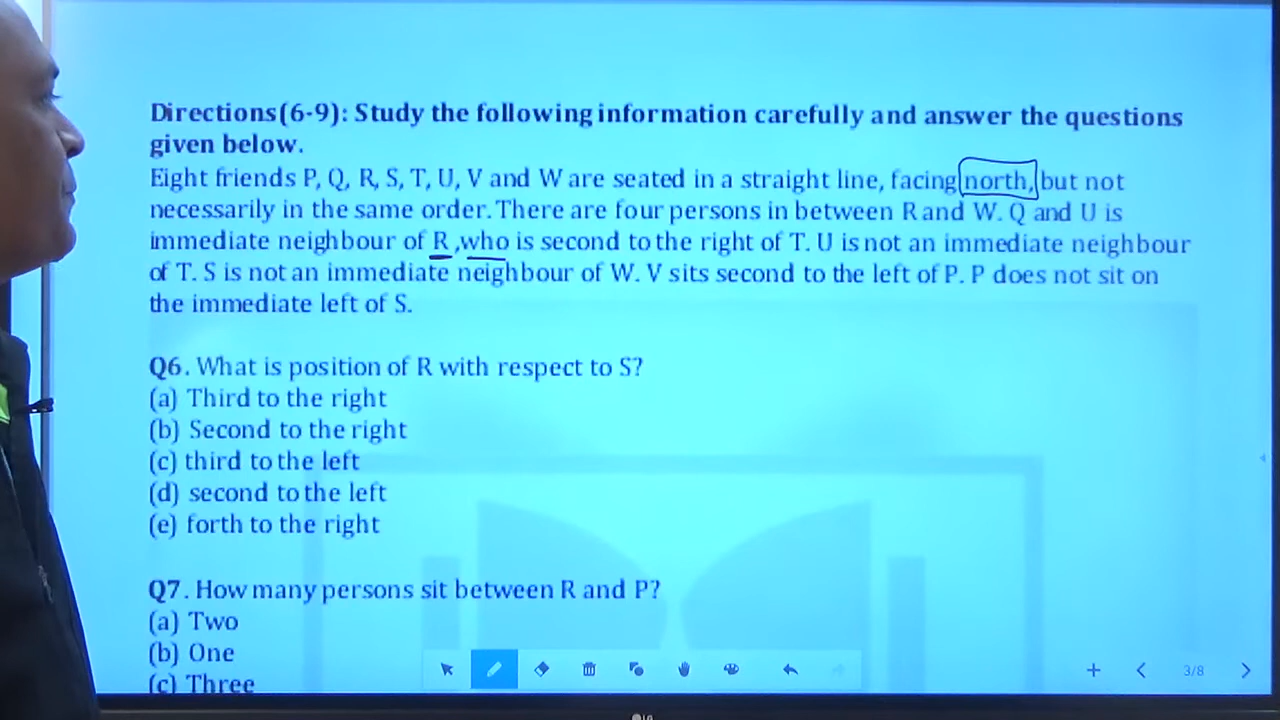 Directions(6-9): Study the following information carefully and answer the questions
given below.
Eight friends P, Q, R, S, T, U, V and W are seated in a straight line, facing north, but not
necessarily in the same order. There are four persons in between R and W. Q and U is
immediate neighbour of R ,who is second to the right of T. U is not an immediate neighbour
of T. S is not an immediate neighbour of W. V sits second to the left of P. P does not sit on
the immediate left of S.
Q6. What is position of R with respect to S?
(a) Third to the right
(b) Second to the right
(c) third to the left
(d) second to the left
(e) forth to the right
Q7. How many persons sit between R and P?
(a) Two
(b) One
(c) Three
3/8
LG